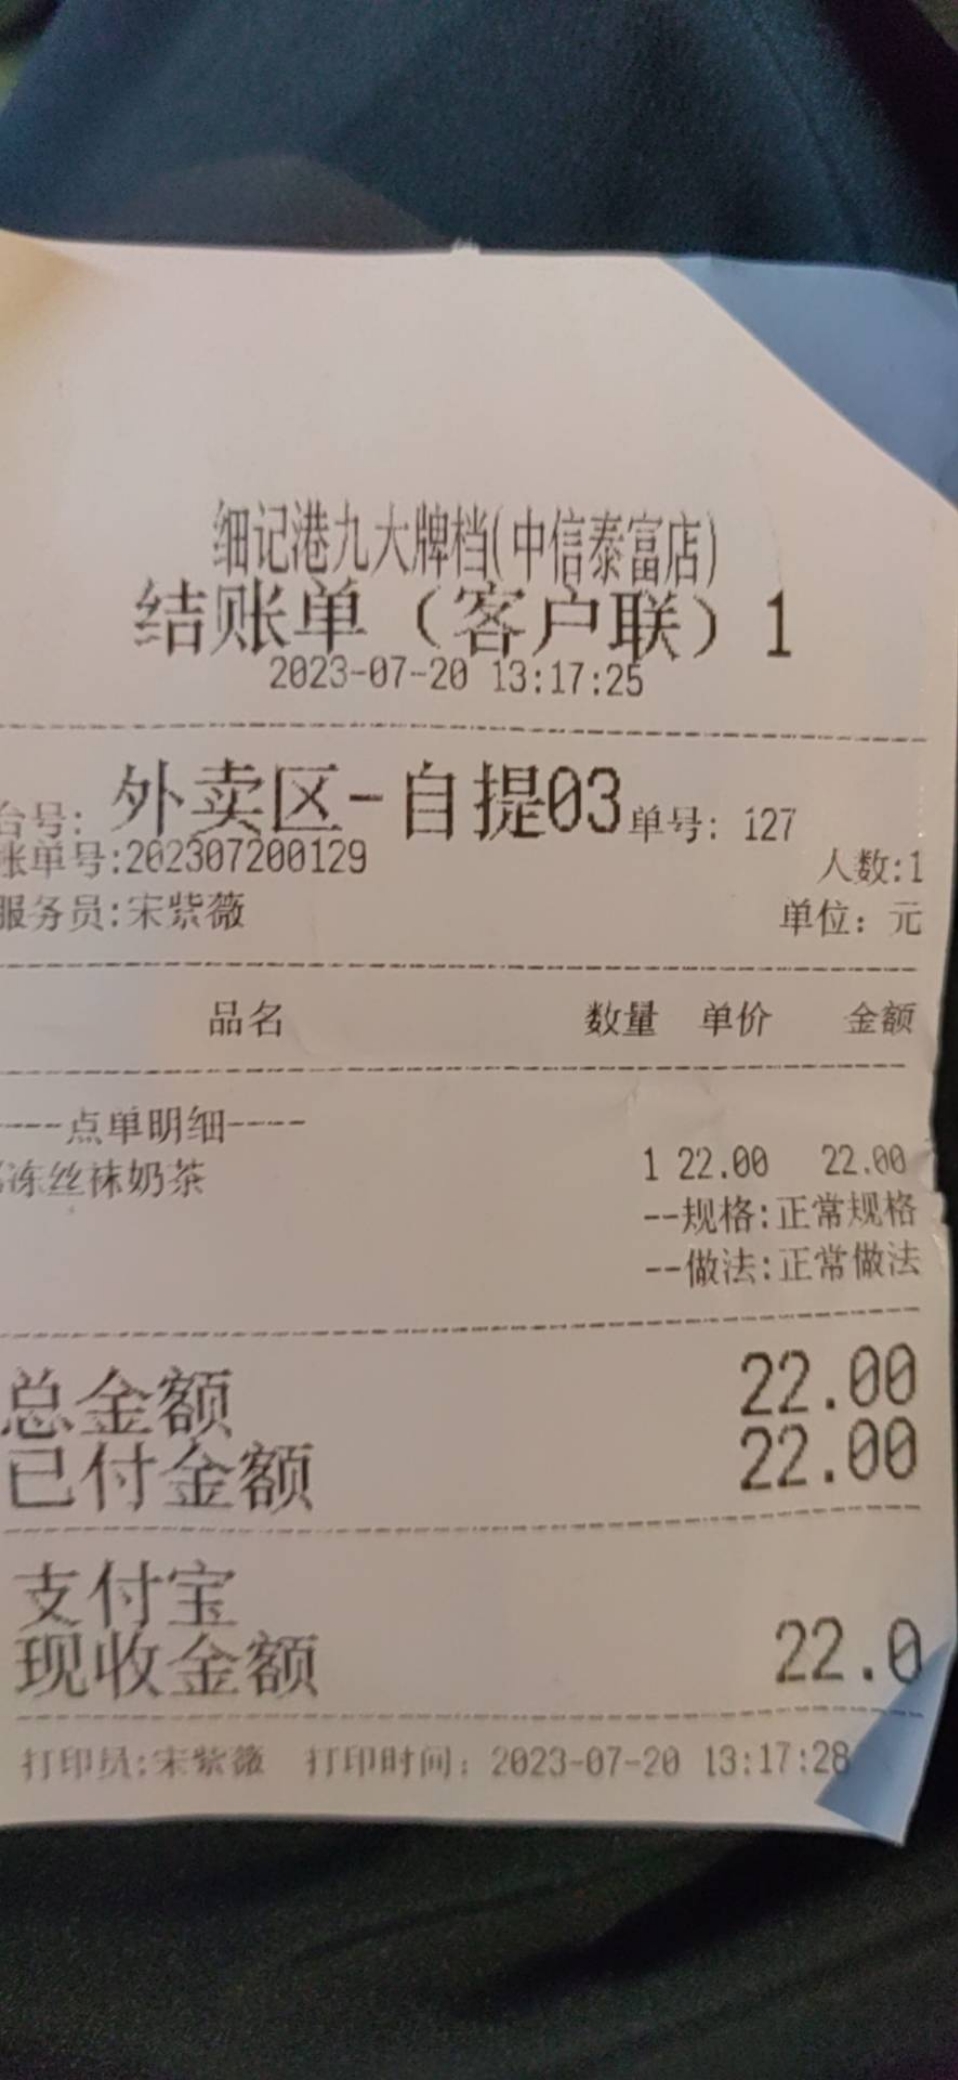 细记港九大牌档(中信泰富店)
结账单（客户联）1
2023-07-20 13:17:25
台号: 外卖区-自提03 单号: 127
账单号:202307200129
人数:1
服务员:宋紫薇
单位: 元
品名 数量 单价 金额
----点单明细----
冻丝袜奶茶 1 22.00 22.00
--规格:正常规格
--做法:正常做法
总金额 22.00
已付金额 22.00
支付宝
现收金额 22.0
打印员:宋紫薇 打印时间: 2023-07-20 13:17:28